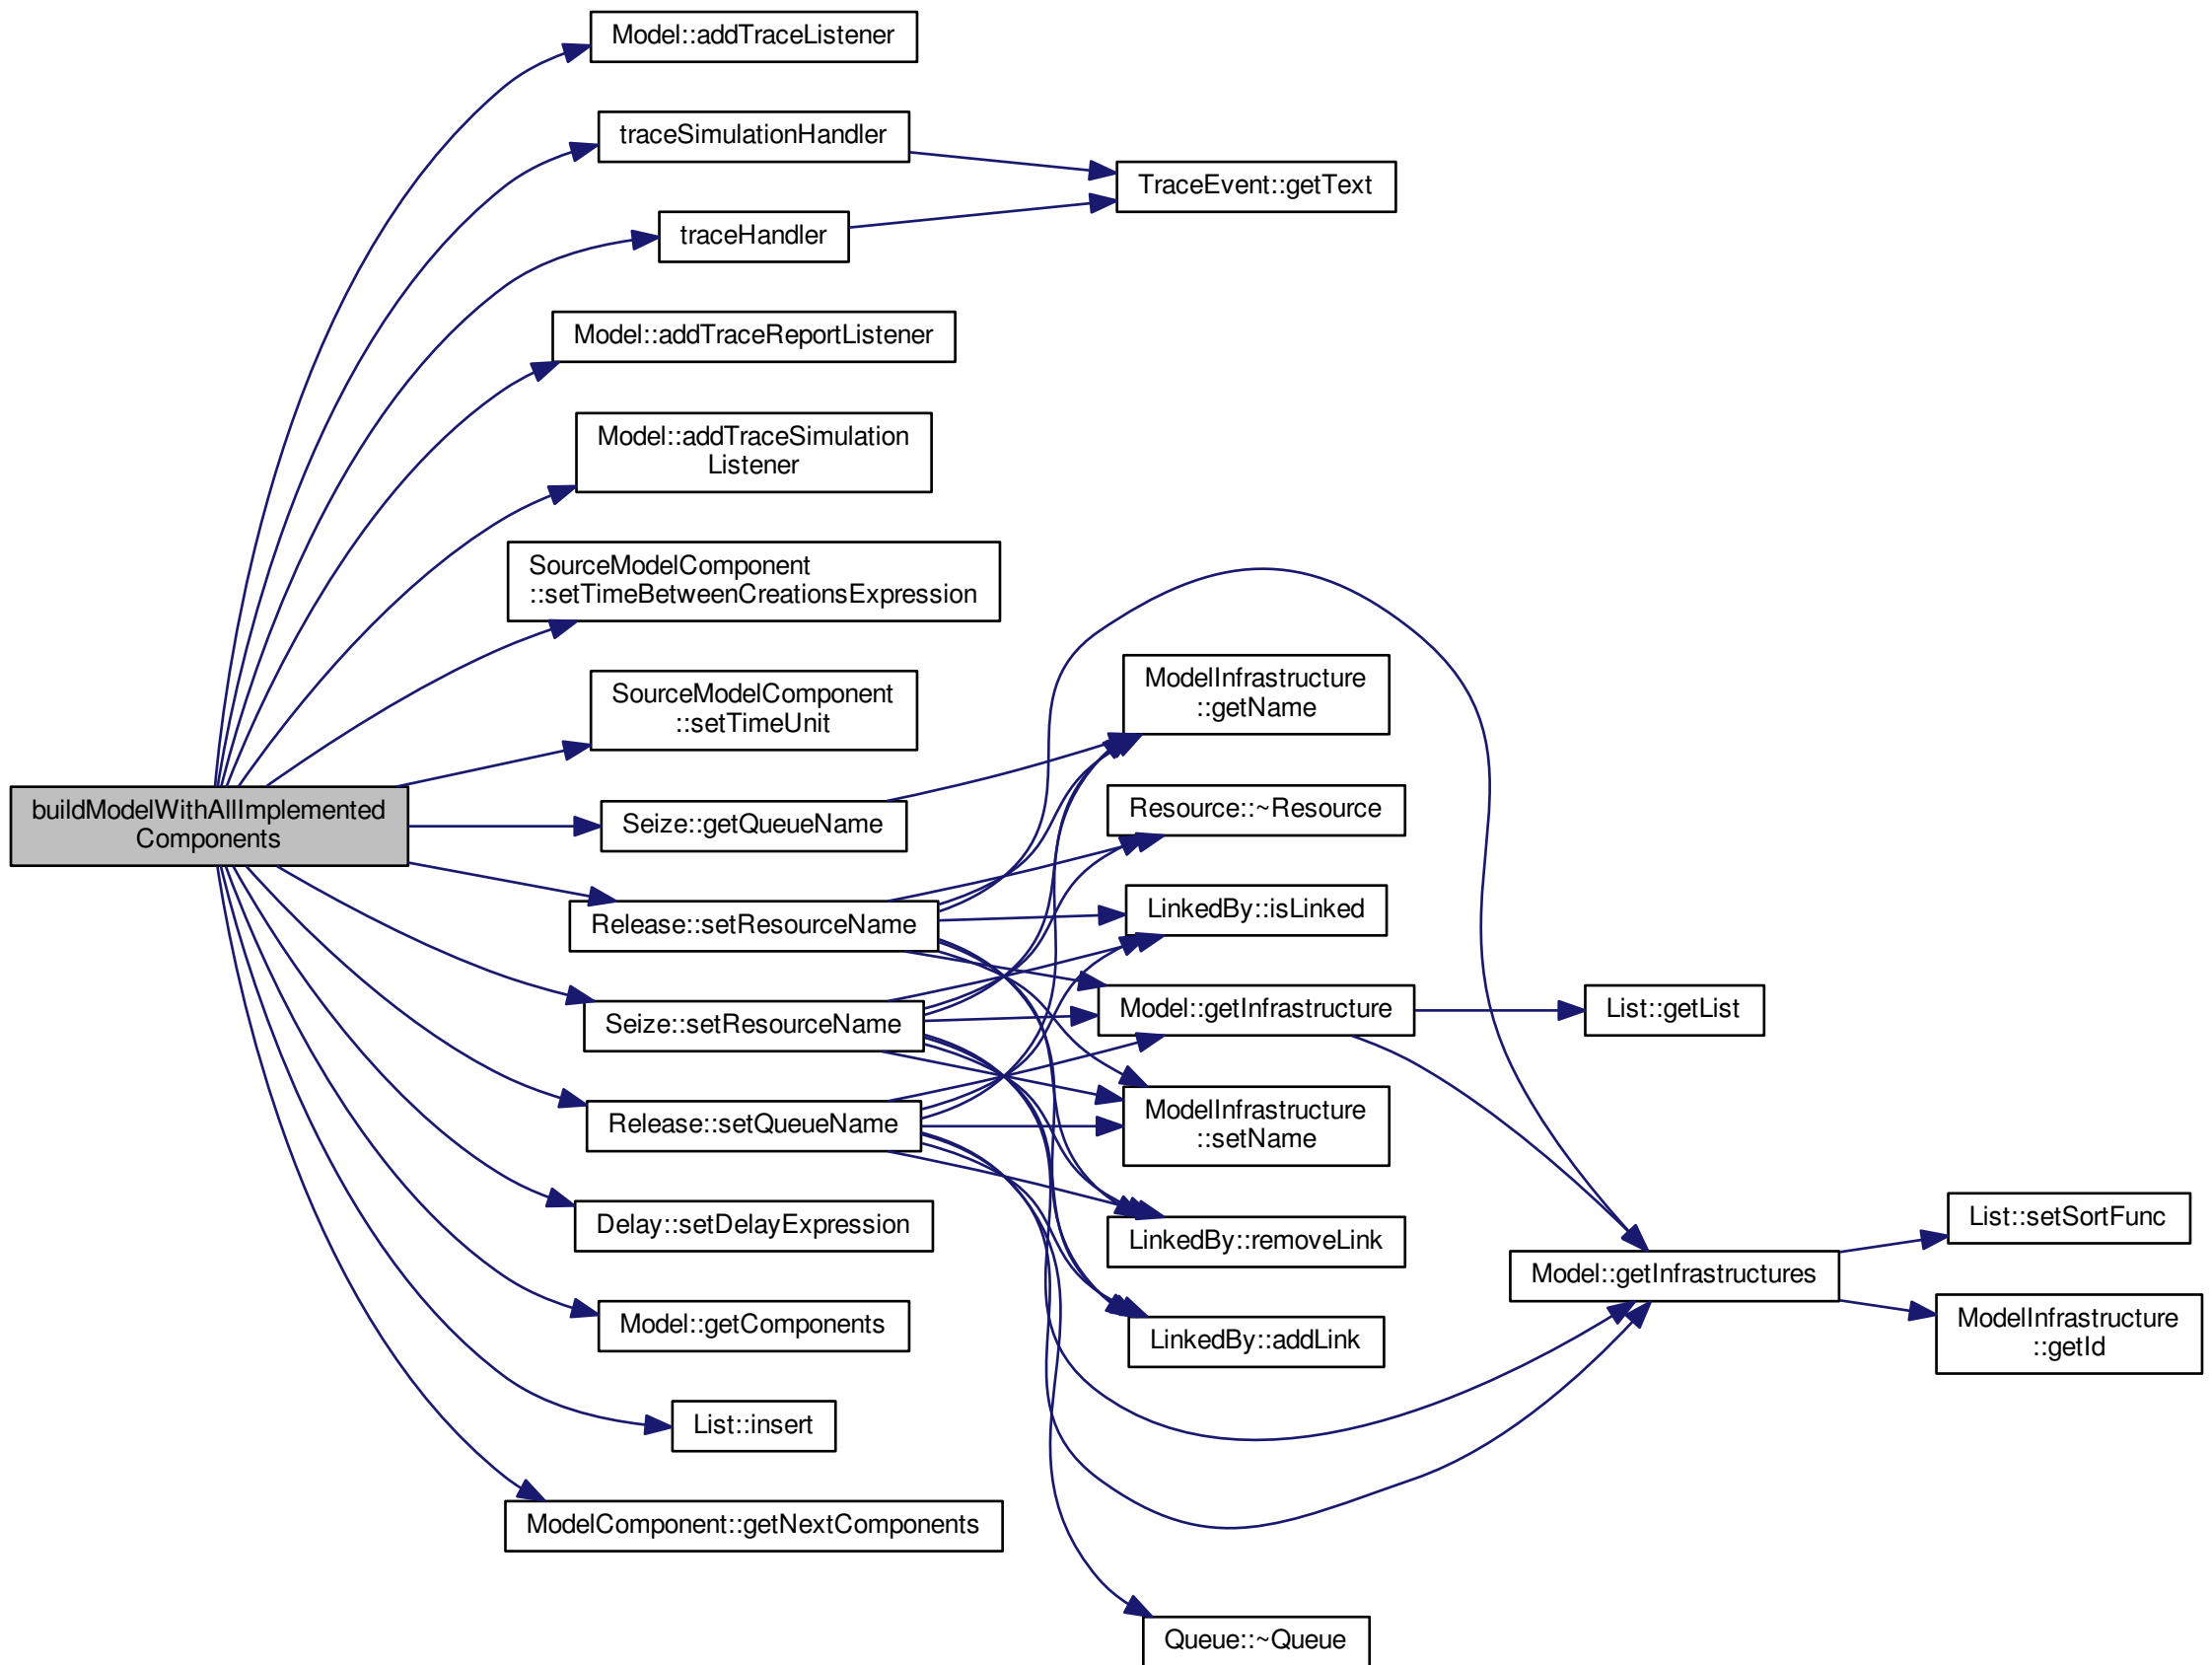 Model::addTraceListener
traceSimulationHandler
TraceEvent::getText
traceHandler
Model::addTraceReportListener
Model::addTraceSimulation
Listener
SourceModelComponent
::setTimeBetweenCreationsExpression
SourceModelComponent
::setTimeUnit
buildModelWithAllImplemented
Components
Seize::getQueueName
Release::setResourceName
Seize::setResourceName
Release::setQueueName
Delay::setDelayExpression
Model::getComponents
List::insert
ModelComponent::getNextComponents
ModelInfrastructure
::getName
Resource::~Resource
LinkedBy::isLinked
Model::getInfrastructure
ModelInfrastructure
::setName
LinkedBy::removeLink
LinkedBy::addLink
Queue::~Queue
List::getList
Model::getInfrastructures
List::setSortFunc
ModelInfrastructure
::getId